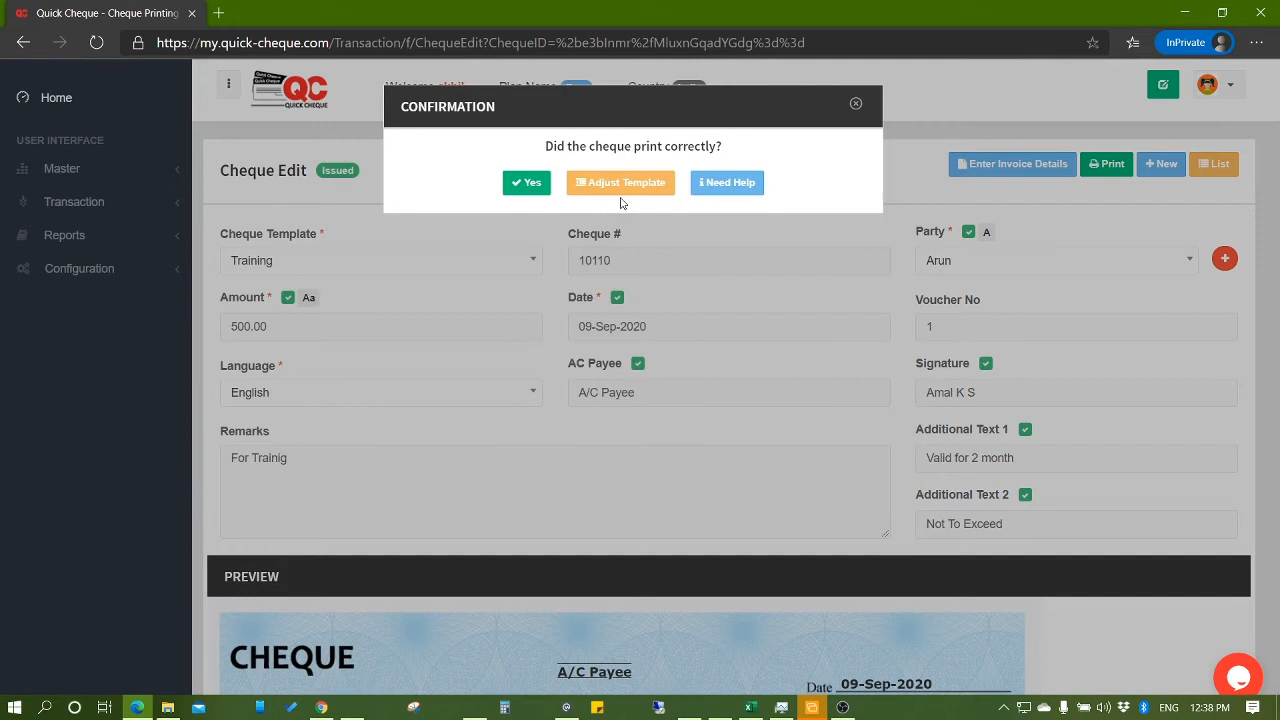 Quick Cheque - Cheque Printing
https://my.quick-cheque.com/Transaction/f/ChequeEdit?ChequeID=%2be3bInmr%2fMluxnGqadYGdg%3d%3d
InPrivate
Home
USER INTERFACE
Master
Transaction
Reports
Configuration
QC
QUICK CHEQUE
CONFIRMATION
Did the cheque print correctly?
Yes
Adjust Template
Need Help
Cheque Edit Issued
Enter Invoice Details
Print
New
List
Cheque Template *
Training
Cheque #
10110
Party * A
Arun
Amount * Aa
500.00
Date *
09-Sep-2020
Voucher No
1
Language *
English
AC Payee
A/C Payee
Signature
Amal K S
Remarks
For Trainig
Additional Text 1
Valid for 2 month
Additional Text 2
Not To Exceed
PREVIEW
CHEQUE
A/C Payee
Date 09-Sep-2020
12:38 PM